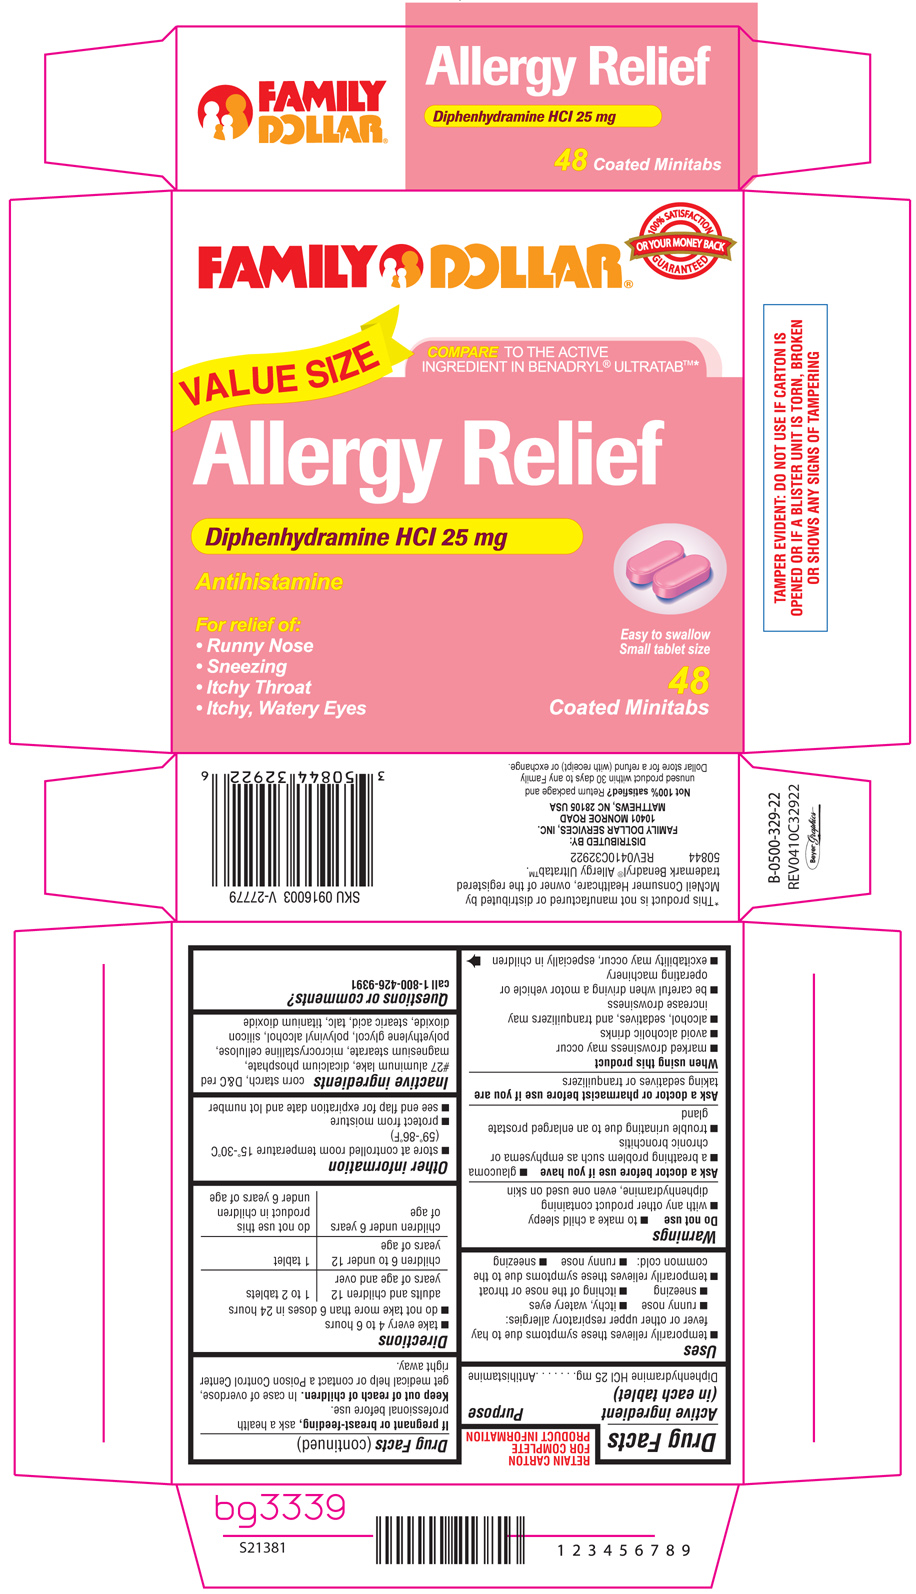 FAMILY
DOLLAR®
Allergy Relief
Diphenhydramine HCl 25 mg
48 Coated Minitabs
FAMILY DOLLAR®
100% SATISFACTION
OR YOUR MONEY BACK
GUARANTEED
VALUE SIZE
COMPARE TO THE ACTIVE
INGREDIENT IN BENADRYL® ULTRATAB™*
Allergy Relief
Diphenhydramine HCl 25 mg
Antihistamine
For relief of:
• Runny Nose
• Sneezing
• Itchy Throat
• Itchy, Watery Eyes
Easy to swallow
Small tablet size
48
Coated Minitabs
TAMPER EVIDENT: DO NOT USE IF CARTON IS
OPENED OR IF A BLISTER UNIT IS TORN, BROKEN
OR SHOWS ANY SIGNS OF TAMPERING
*This product is not manufactured or distributed by
McNeil Consumer Healthcare, owner of the registered
trademark Benadryl® Allergy Ultratab™.
50844 REV0410C32922
DISTRIBUTED BY:
FAMILY DOLLAR SERVICES, INC.
10401 MONROE ROAD
MATTHEWS, NC 28105 USA
Not 100% satisfied? Return package and
unused product within 30 days to any Family
Dollar store for a refund (with receipt) or exchange.
SKU 0916003 V-27779
3 50844 32922 6
B-0500-329-22
REV0410C32922
Drug Facts
RETAIN CARTON
FOR COMPLETE
PRODUCT INFORMATION
Active ingredient
(in each tablet) Purpose
Diphenhydramine HCl 25 mg.......Antihistamine
Uses
■ temporarily relieves these symptoms due to hay
fever or other upper respiratory allergies:
■ runny nose ■ itchy, watery eyes
■ sneezing ■ itching of the nose or throat
■ temporarily relieves these symptoms due to the
common cold: ■ runny nose ■ sneezing
Warnings
Do not use ■ to make a child sleepy
■ with any other product containing
diphenhydramine, even one used on skin
Ask a doctor before use if you have ■ glaucoma
■ a breathing problem such as emphysema or
chronic bronchitis
■ trouble urinating due to an enlarged prostate
gland
Ask a doctor or pharmacist before use if you are
taking sedatives or tranquilizers
When using this product
■ marked drowsiness may occur
■ avoid alcoholic drinks
■ alcohol, sedatives, and tranquilizers may
increase drowsiness
■ be careful when driving a motor vehicle or
operating machinery
■ excitability may occur, especially in children
Drug Facts (continued)
If pregnant or breast-feeding, ask a health
professional before use.
Keep out of reach of children. In case of overdose,
get medical help or contact a Poison Control Center
right away.
Directions
■ take every 4 to 6 hours
■ do not take more than 6 doses in 24 hours
adults and children 12
years of age and over 1 to 2 tablets
children 6 to under 12
years of age 1 tablet
children under 6 years
of age do not use this
product in children
under 6 years of age
Other information
■ store at controlled room temperature 15°-30°C
(59°-86°F)
■ protect from moisture
■ see end flap for expiration date and lot number
Inactive ingredients corn starch, D&C red
#27 aluminum lake, dicalcium phosphate,
magnesium stearate, microcrystalline cellulose,
polyethylene glycol, polyvinyl alcohol, silicon
dioxide, stearic acid, talc, titanium dioxide
Questions or comments?
call 1-800-426-9391
bg3339
S21381
1 2 3 4 5 6 7 8 9